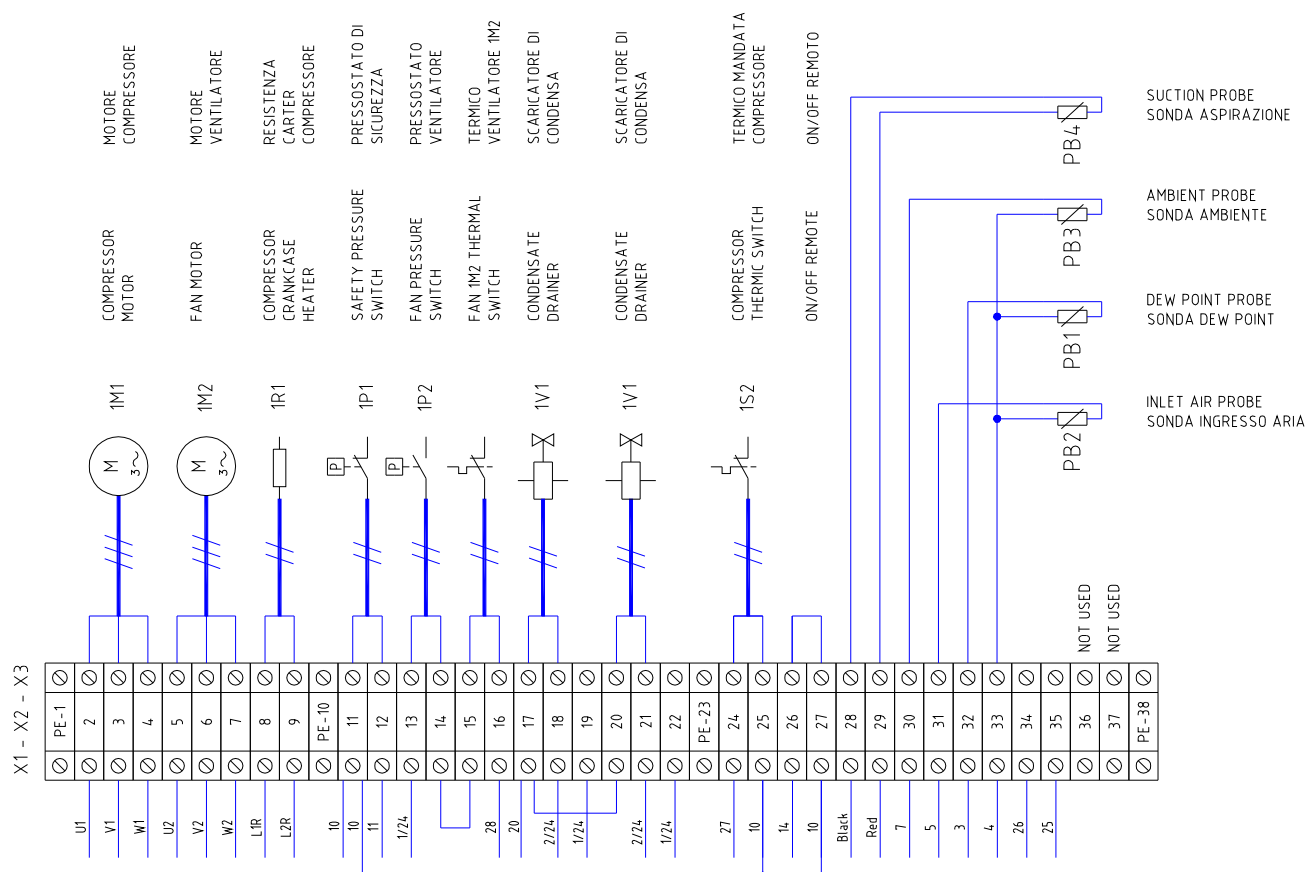 MOTORE
COMPRESSORE
MOTORE
VENTILATORE
RESISTENZA
CARTER
COMPRESSORE
PRESSOSTATO DI
SICUREZZA
PRESSOSTATO
VENTILATORE
TERMICO
VENTILATORE 1M2
SCARICATORE DI
CONDENSA
SCARICATORE DI
CONDENSA
TERMICO MANDATA
COMPRESSORE
ON/OFF REMOTO
COMPRESSOR
MOTOR
FAN MOTOR
COMPRESSOR
CRANKCASE
HEATER
SAFETY PRESSURE
SWITCH
FAN PRESSURE
SWITCH
FAN 1M2 THERMAL
SWITCH
CONDENSATE
DRAINER
CONDENSATE
DRAINER
COMPRESSOR
THERMIC SWITCH
ON/OFF REMOTE
SUCTION PROBE
SONDA ASPIRAZIONE
PB4
AMBIENT PROBE
SONDA AMBIENTE
PB3
DEW POINT PROBE
SONDA DEW POINT
PB1
INLET AIR PROBE
SONDA INGRESSO ARIA
PB2
1M1
1M2
1R1
1P1
1P2
1V1
1V1
1S2
M
3
M
3
P
P
NOT USED
NOT USED
X1 - X2 - X3
PE-1
2
3
4
5
6
7
8
9
PE-10
11
12
13
14
15
16
17
18
19
20
21
22
PE-23
24
25
26
27
28
29
30
31
32
33
34
35
36
37
PE-38
U1
V1
W1
U2
V2
W2
L1R
L2R
10
10
11
1/24
28
20
2/24
1/24
2/24
1/24
27
10
14
10
Black
Red
7
5
3
4
26
25